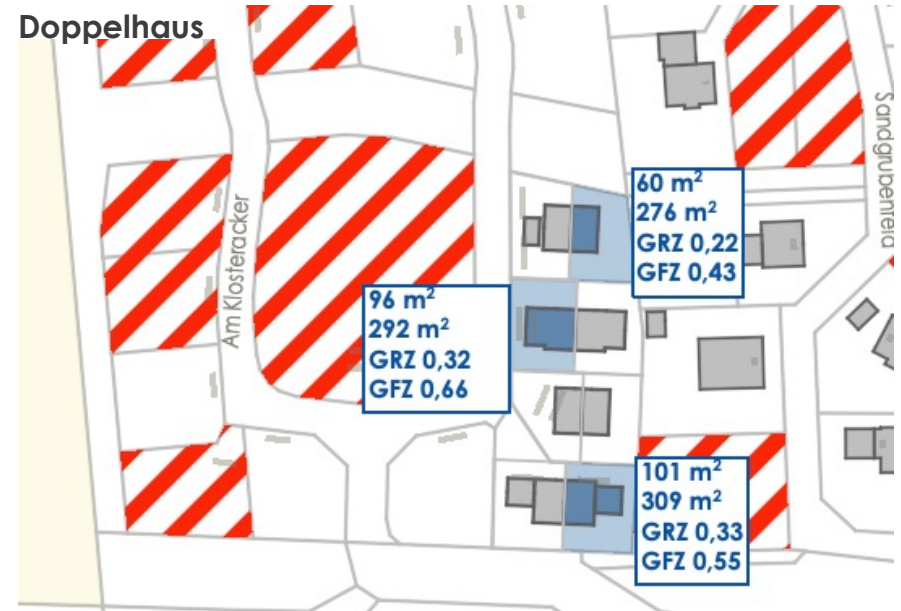 Doppelhaus
Sandgrubenfeld
60 m²
276 m²
GRZ 0,22
GFZ 0,43
Am Klosteracker
96 m²
292 m²
GRZ 0,32
GFZ 0,66
101 m²
309 m²
GRZ 0,33
GFZ 0,55